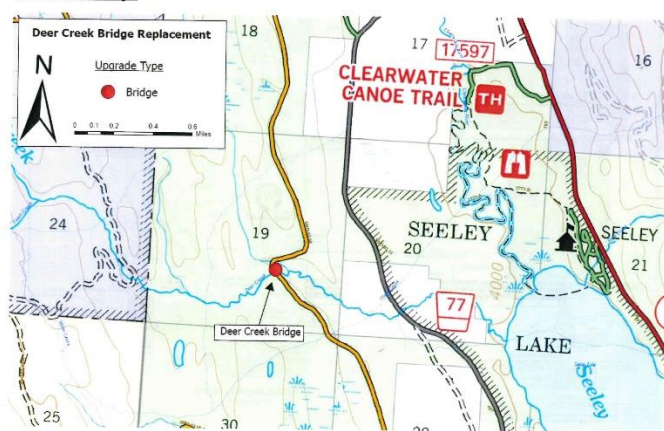 Deer Creek Bridge Replacement
Upgrade Type
Bridge
N
0 0.1 0.2 0.4 0.6
Miles
18
17
17-597
16
CLEARWATER
CANOE TRAIL
TH
24
19
20
SEELEY
SEELEY
21
4000
77
Deer Creek Bridge
LAKE
Seeley
25
30